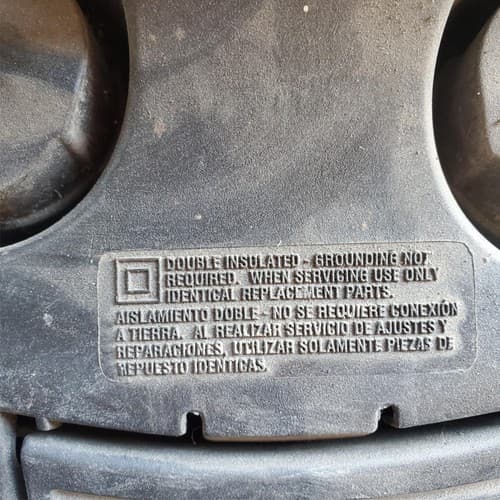 DOUBLE INSULATED - GROUNDING NOT
REQUIRED. WHEN SERVICING USE ONLY
IDENTICAL REPLACEMENT PARTS.
AISLAMIENTO DOBLE - NO SE REQUIERE CONEXIÓN
A TIERRA. AL REALIZAR SERVICIO DE AJUSTES Y
REPARACIONES, UTILIZAR SOLAMENTE PIEZAS DE
REPUESTO IDENTICAS.